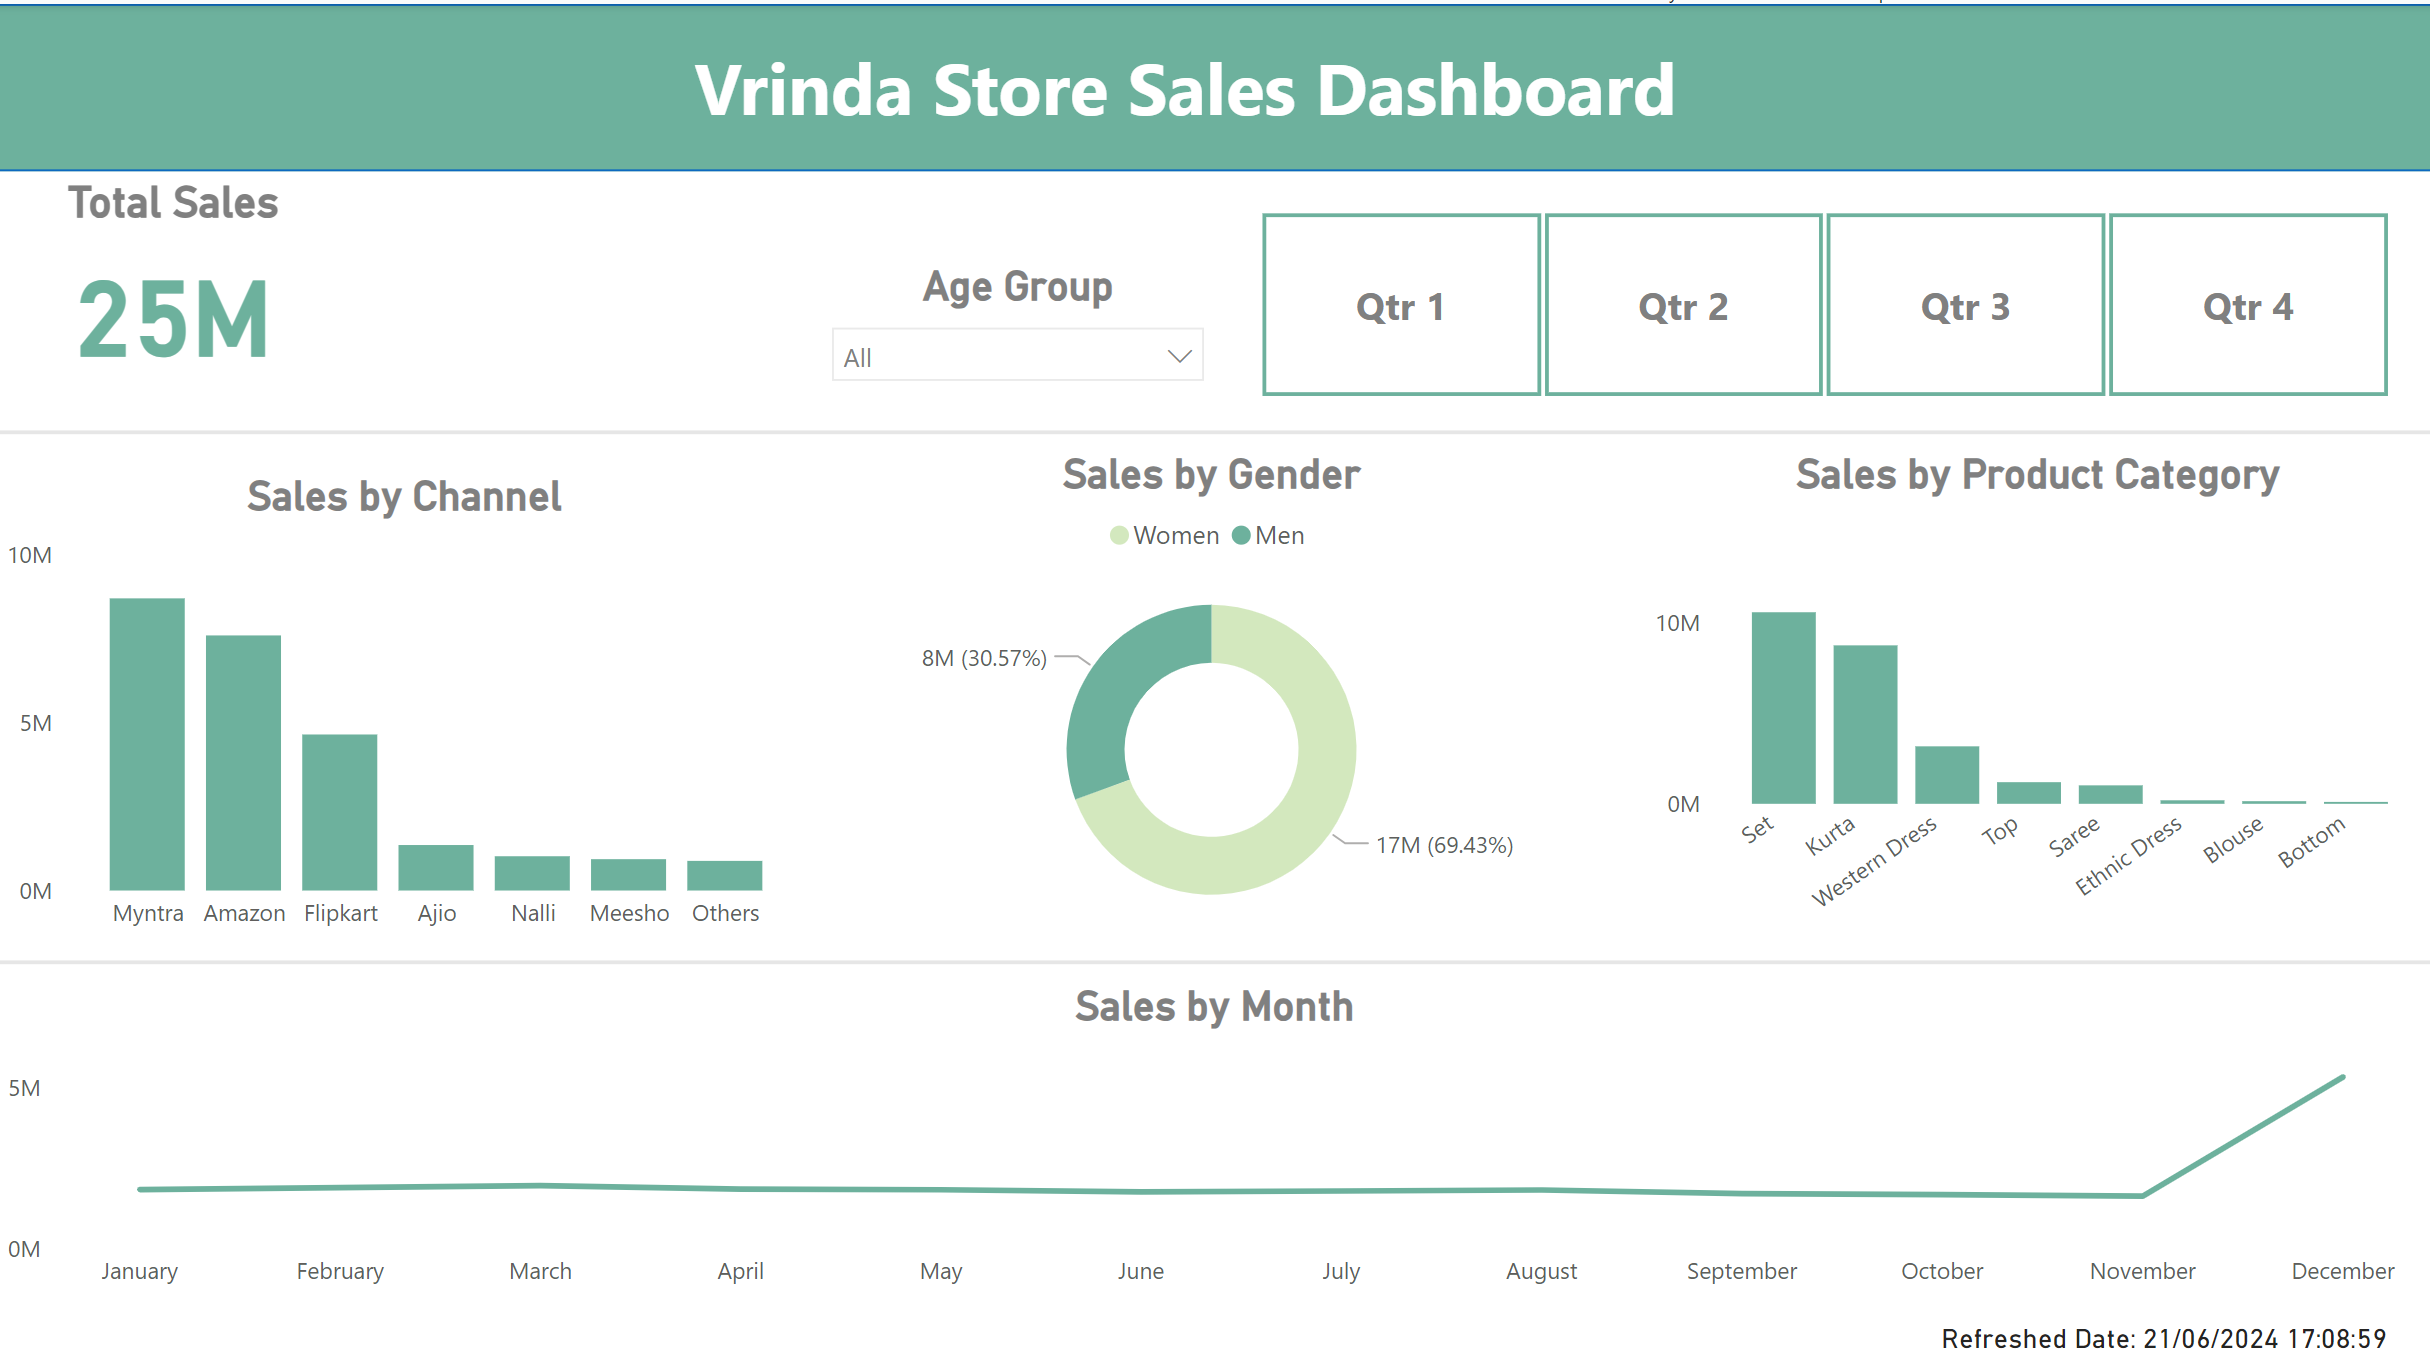 Vrinda Store Sales Dashboard
Total Sales
25M
Age Group
All
Qtr 1
Qtr 2
Qtr 3
Qtr 4
Sales by Channel
10M
5M
0M
Myntra Amazon Flipkart Ajio Nalli Meesho Others
Sales by Gender
Women Men
8M (30.57%)
17M (69.43%)
Sales by Product Category
10M
0M
Set Kurta Western Dress Top Saree Ethnic Dress Blouse Bottom
Sales by Month
5M
0M
January February March April May June July August September October November December
Refreshed Date: 21/06/2024 17:08:59